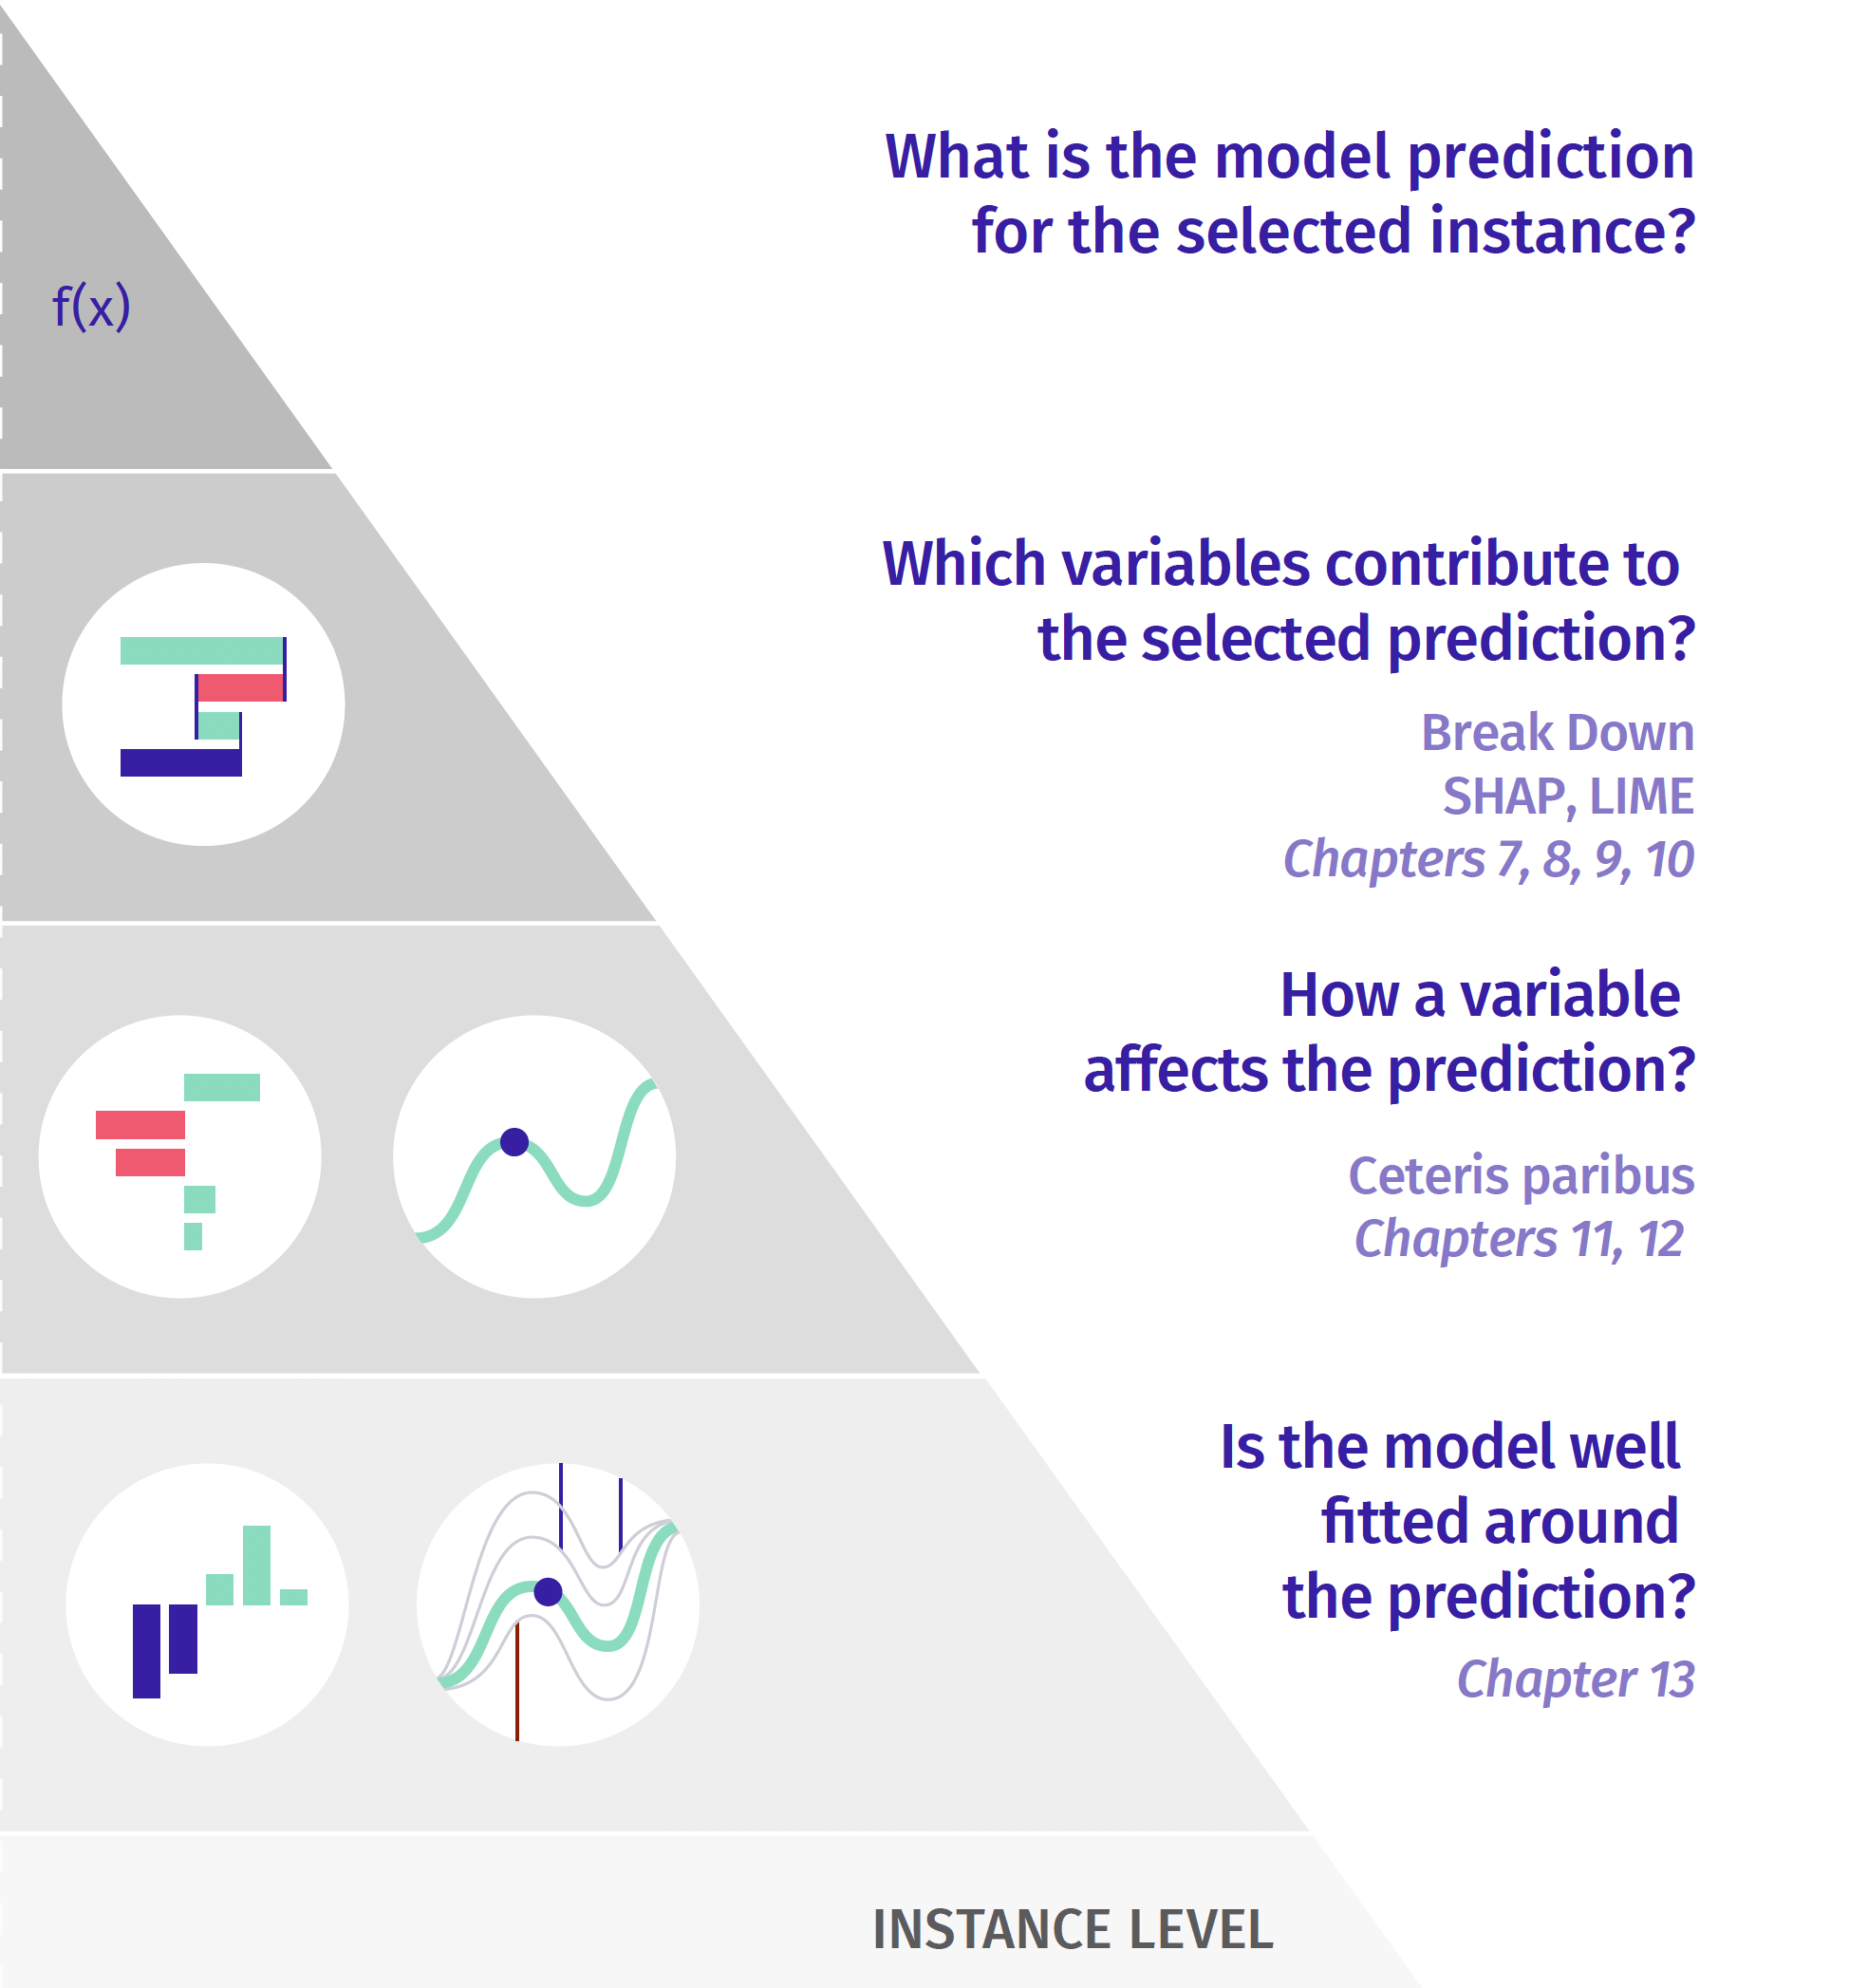 What is the model prediction
for the selected instance?
f(x)
Which variables contribute to
the selected prediction?
Break Down
SHAP, LIME
Chapters 7, 8, 9, 10
How a variable
affects the prediction?
Ceteris paribus
Chapters 11, 12
Is the model well
fitted around
the prediction?
Chapter 13
INSTANCE LEVEL